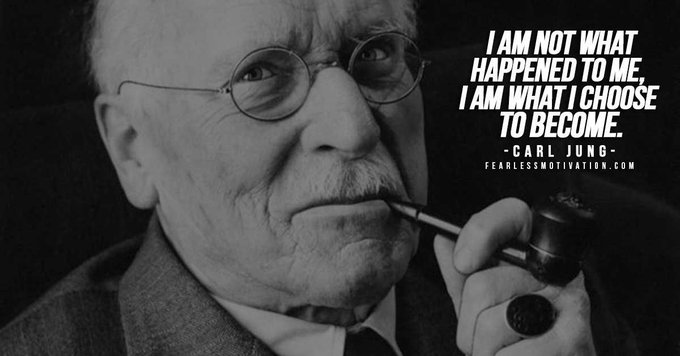 I AM NOT WHAT
HAPPENED TO ME,
I AM WHAT I CHOOSE
TO BECOME.
-CARL JUNG-
FEARLESSMOTIVATION.COM